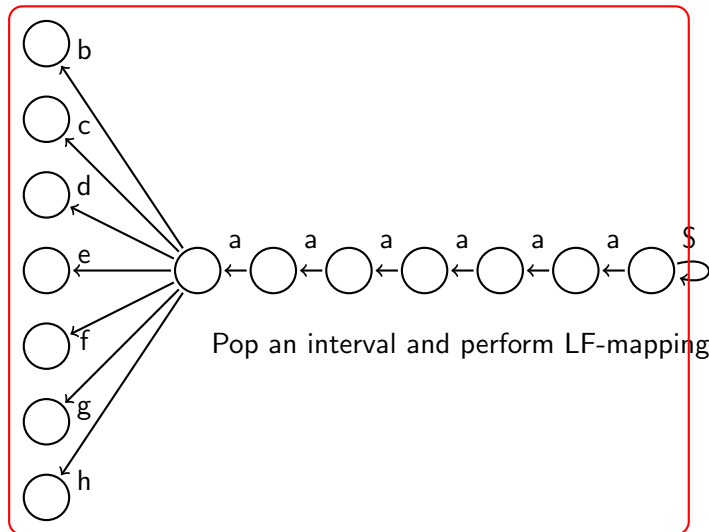 b
c
d
e
a a a a a a S
f
Pop an interval and perform LF-mapping
g
h